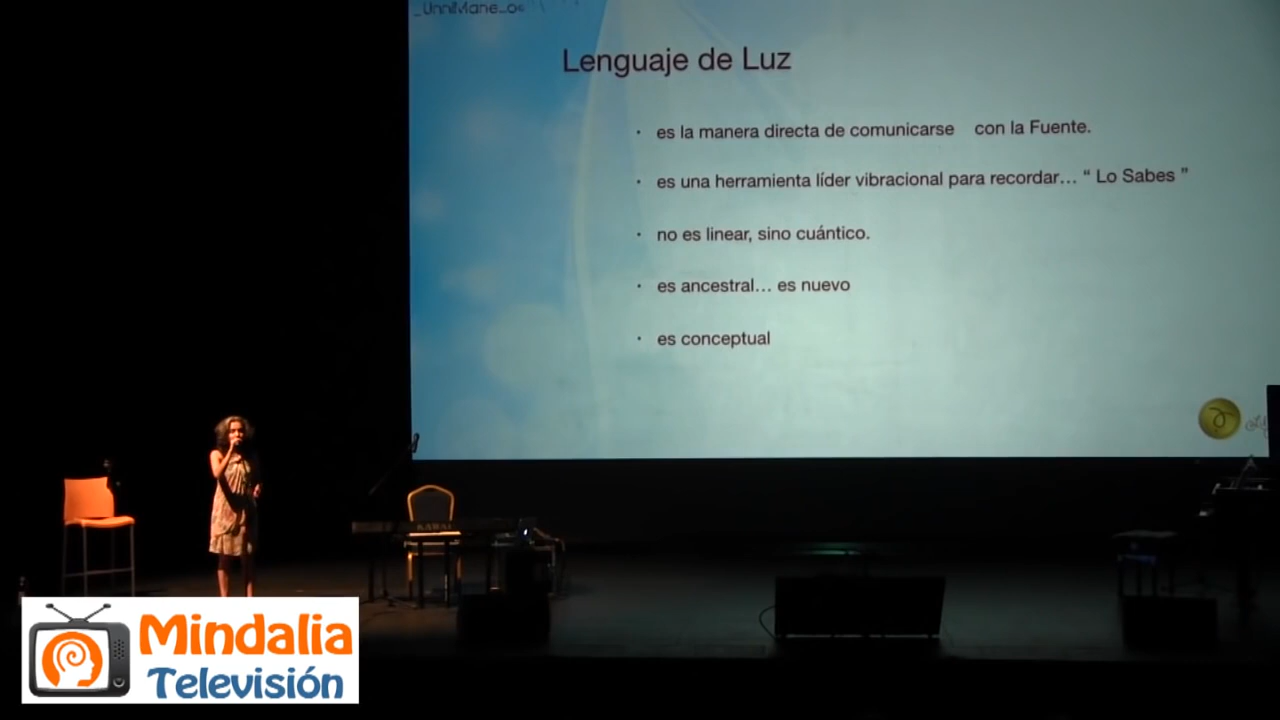 Lenguaje de Luz
· es la manera directa de comunicarse con la Fuente.
· es una herramienta líder vibracional para recordar... “ Lo Sabes ”
· no es linear, sino cuántico.
· es ancestral... es nuevo
· es conceptual
KAWAI
Mindalia
Televisión